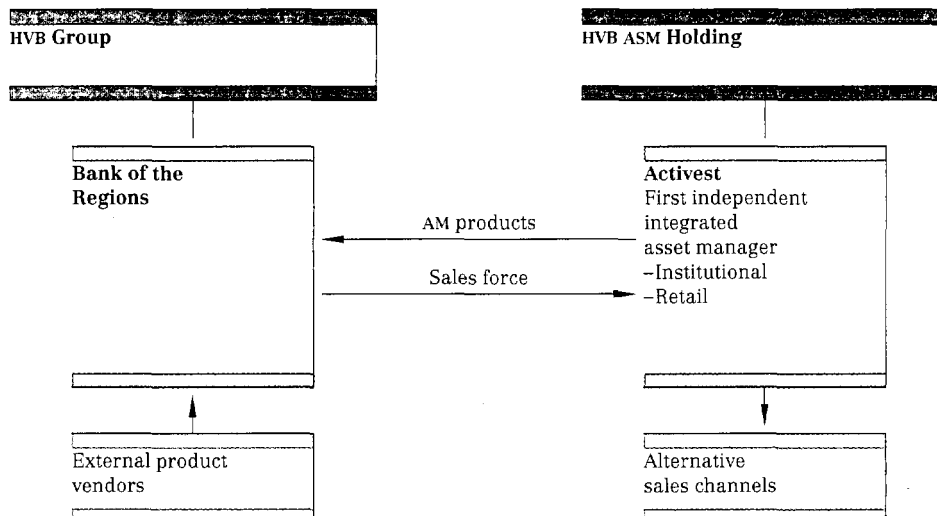 HVB Group
HVB ASM Holding
Bank of the
Regions
Activest
First independent
integrated
asset manager
–Institutional
–Retail
AM products
Sales force
External product
vendors
Alternative
sales channels